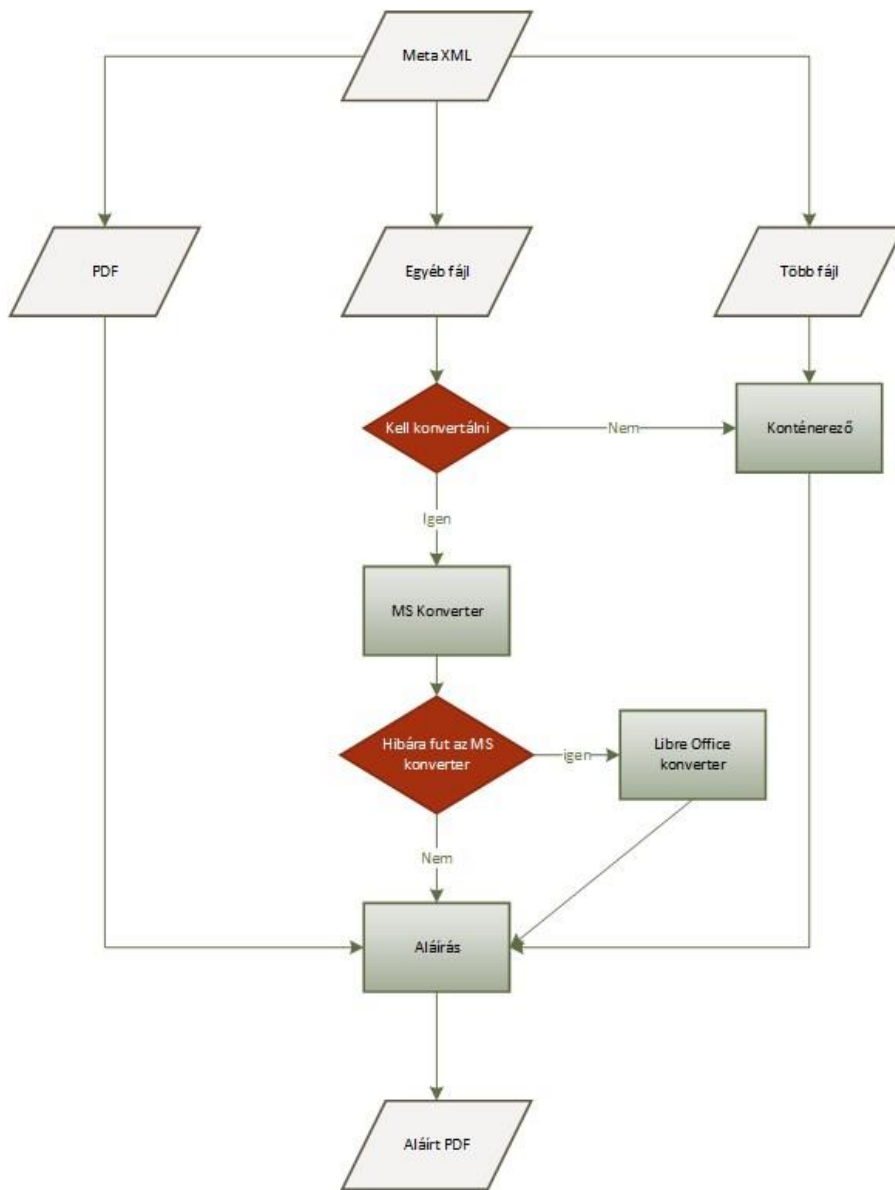 Meta XML
PDF
Egyéb fájl
Több fájl
Kell konvertálni
Nem
Konténerező
Igen
MS Konverter
Hibára fut az MS
konverter
igen
Libre Office
konverter
Nem
Aláírás
Aláírt PDF